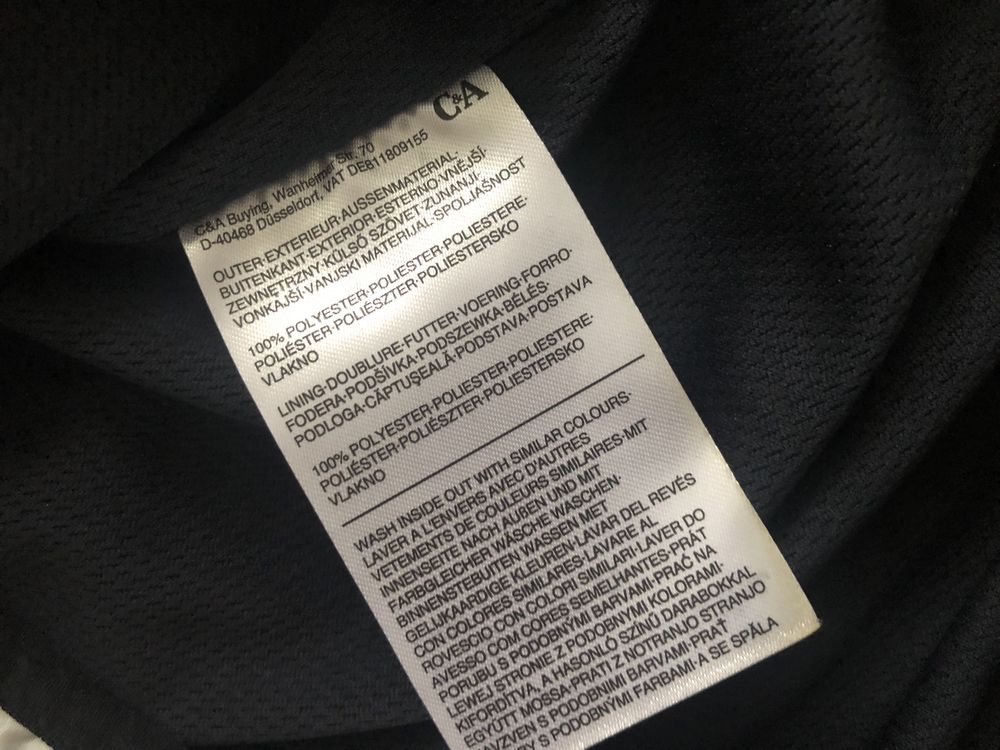 C&A
C&A Buying, Wanheimer Str. 70
D-40468 Düsseldorf, VAT DE811809155
OUTER·EXTERIEUR·AUSSENMATERIAL·
BUITENKANT·EXTERIOR·ESTERNO·VNĚJŠÍ·
ZEWNĘTRZNY·KÜLSŐ SZÖVET·ZUNANJI·
VONKAJŠÍ·VANJSKI MATERIJAL·SPOLJAŠNOST
100% POLYESTER·POLIESTER·POLIESTERE·
POLIÉSTER·POLIÉSZTER·POLIESTERSKO
VLAKNO
LINING·DOUBLURE·FUTTER·VOERING·FORRO·
FODERA·PODŠÍVKA·PODSZEWKA·BÉLÉS·
PODLOGA·CĂPTUŞEALĂ·PODSTAVA·POSTAVA
100% POLYESTER·POLIESTER·POLIESTERE·
POLIÉSTER·POLIÉSZTER·POLIESTERSKO
VLAKNO
WASH INSIDE OUT WITH SIMILAR COLOURS·
LAVER A L'ENVERS AVEC D'AUTRES
VETEMENTS DE COULEURS SIMILAIRES·MIT
INNENSEITE NACH AUßEN UND MIT
FARBGLEICHER WÄSCHE WASCHEN·
BINNENSTEBUITEN WASSEN MET
GELIJKAARDIGE KLEUREN·LAVAR DEL REVÉS
CON COLORES SIMILARES·LAVARE AL
ROVESCIO CON COLORI SIMILARI·LAVER DO
AVESSO COM CORES SEMELHANTES·PRÁT
PO RUBU S PODOBNÝMI BARVAMI·PRAĆ NA
LEWEJ STRONIE Z PODOBNYMI KOLORAMI·
KIFORDÍTVA, A HASONLÓ SZÍNŰ DARABOKKAL
EGYÜTT MOSSA·PRATI Z NOTRANJO STRANJO
NAVZVEN S PODOBNIMI BARVAMI·PRAŤ
S PODOBNÝMI FARBAMI·A SE SPĂLA